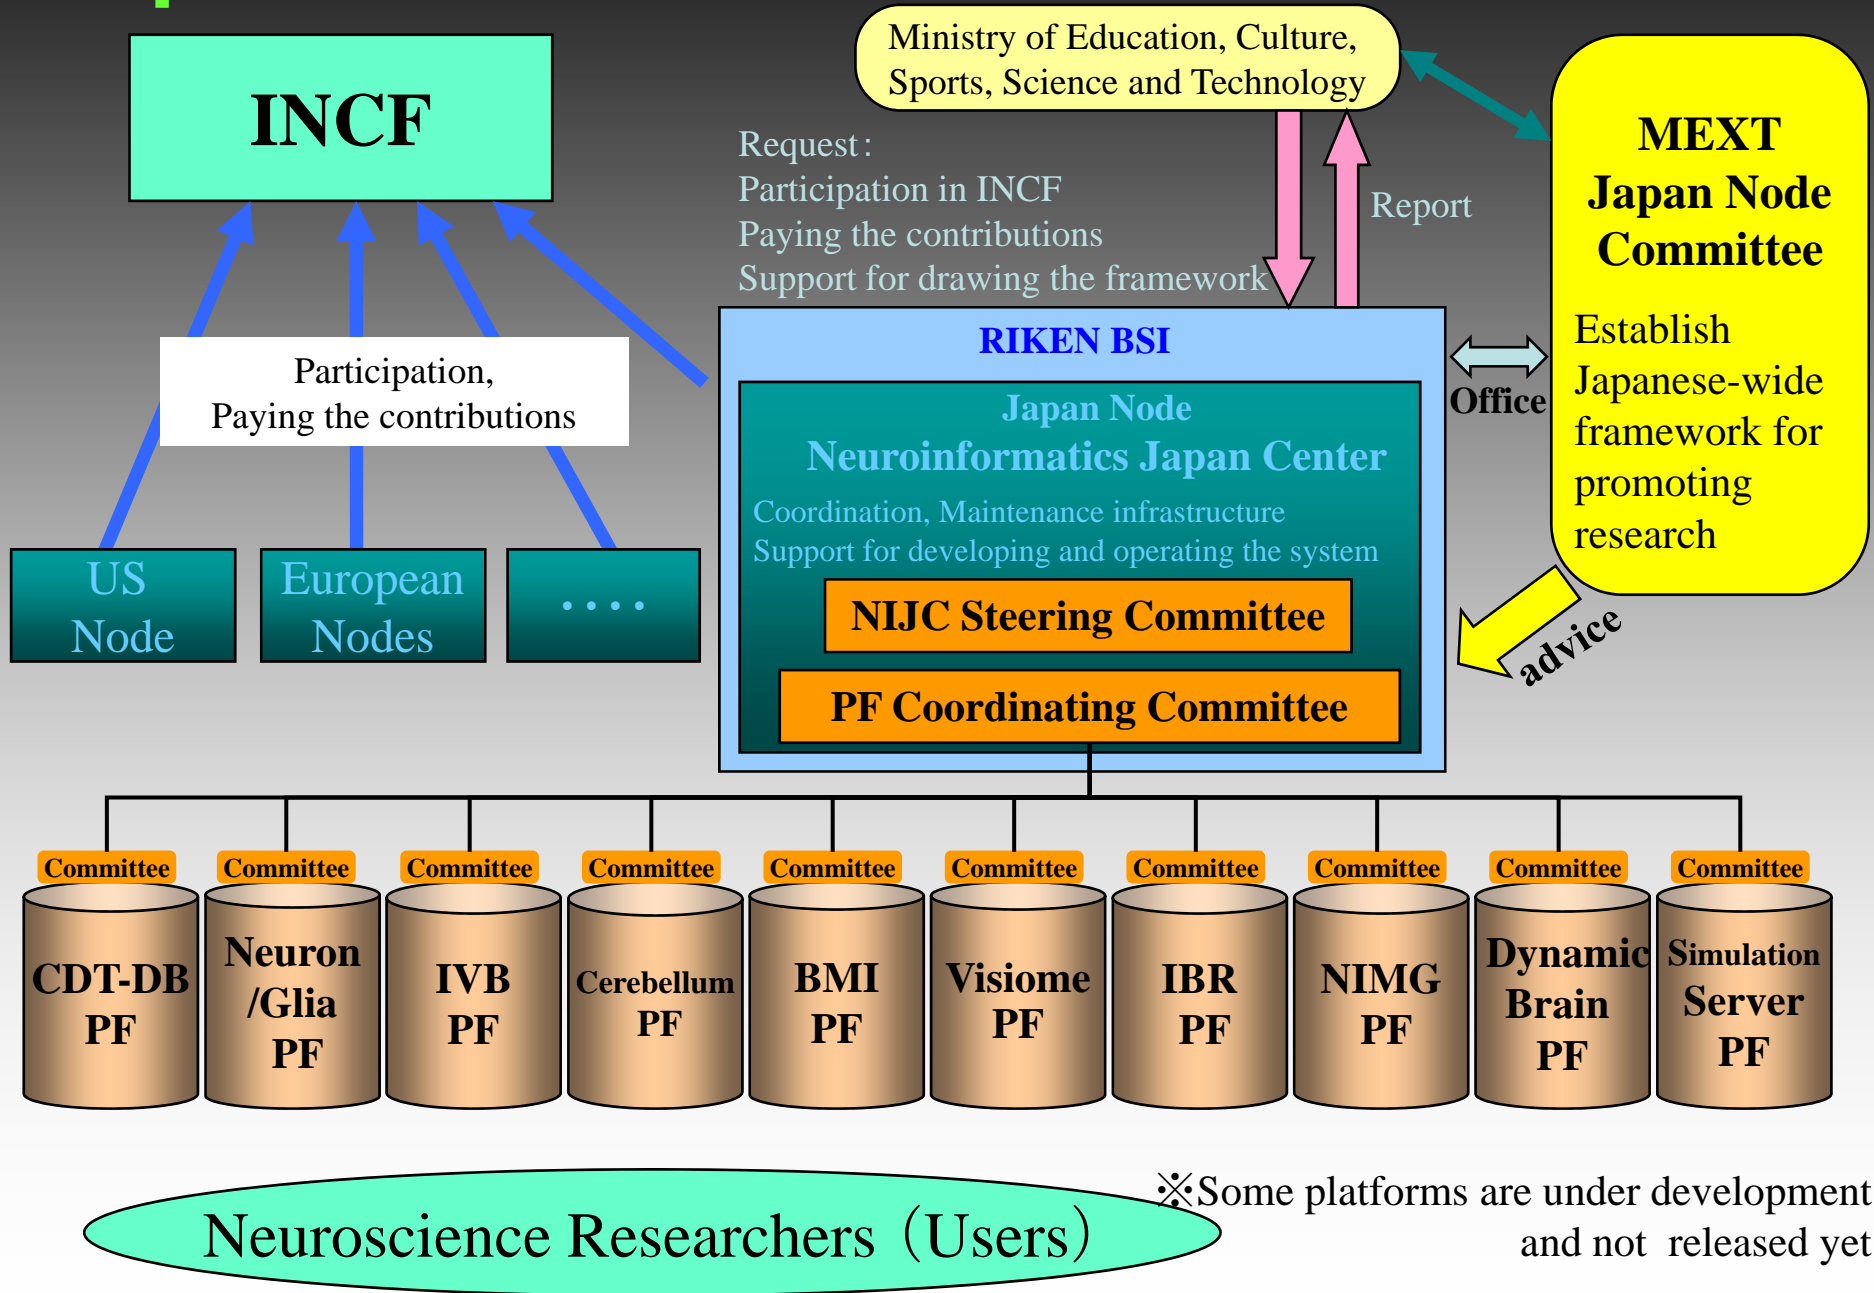 INCF
Ministry of Education, Culture,
Sports, Science and Technology
MEXT
Japan Node
Committee
Establish
Japanese-wide
framework for
promoting
research
Request:
Participation in INCF
Paying the contributions
Support for drawing the framework
Report
Participation,
Paying the contributions
US
Node
European
Nodes
....
RIKEN BSI
Japan Node
Neuroinformatics Japan Center
Coordination, Maintenance infrastructure
Support for developing and operating the system
NIJC Steering Committee
PF Coordinating Committee
Office
advice
Committee
CDT-DB
PF
Committee
Neuron
/Glia
PF
Committee
IVB
PF
Committee
Cerebellum
PF
Committee
BMI
PF
Committee
Visiome
PF
Committee
IBR
PF
Committee
NIMG
PF
Committee
Dynamic
Brain
PF
Committee
Simulation
Server
PF
Neuroscience Researchers（Users）
※Some platforms are under development
and not released yet